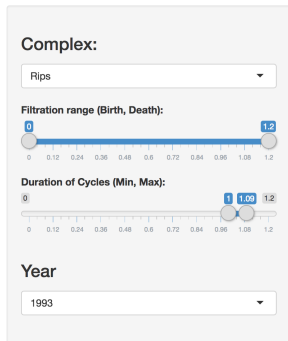 Complex:
Rips
Filtration range (Birth, Death):
0 1.2
0 0.12 0.24 0.36 0.48 0.6 0.72 0.84 0.96 1.08 1.2
Duration of Cycles (Min, Max):
0 1 1.09 1.2
0 0.12 0.24 0.36 0.48 0.6 0.72 0.84 0.96 1.08 1.2
Year
1993